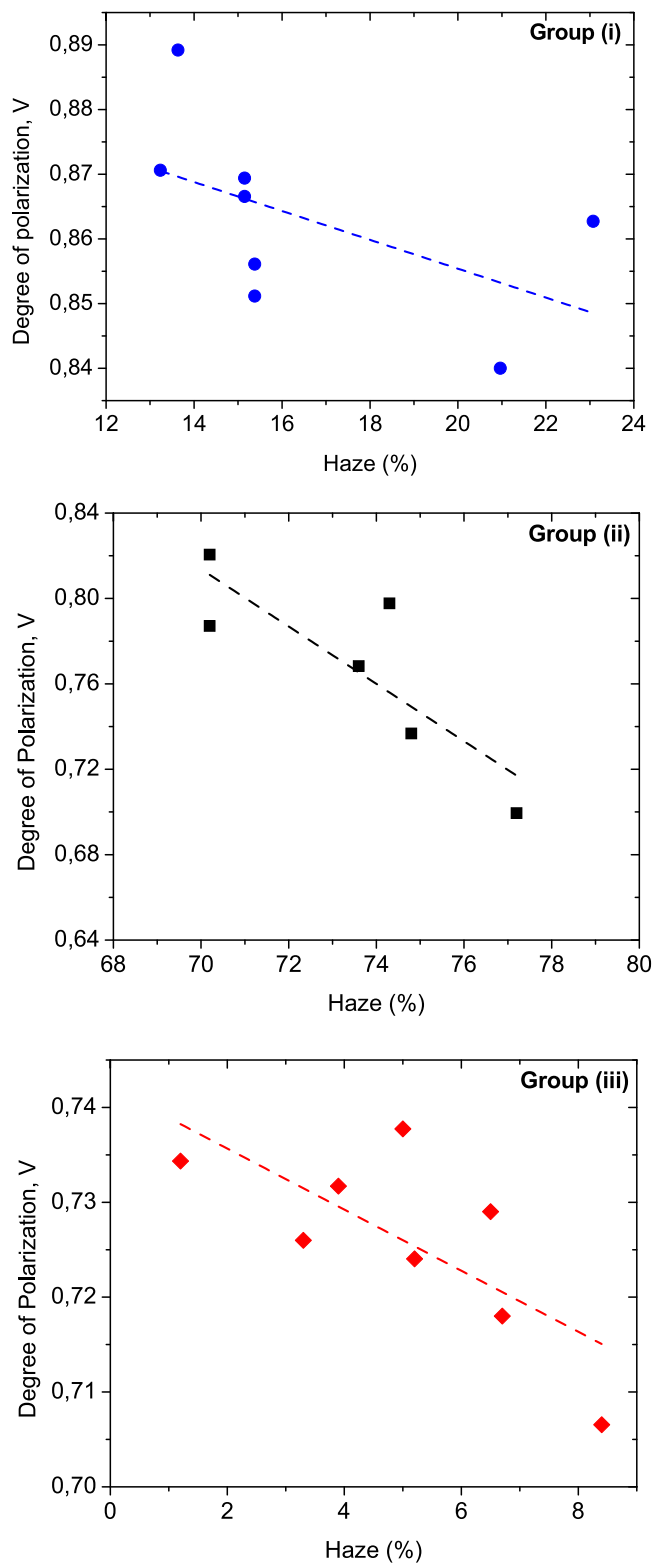 Group (i)
0,89
0,88
0,87
0,86
0,85
0,84
Degree of polarization, V
12 14 16 18 20 22 24
Haze (%)
Group (ii)
0,84
0,80
0,76
0,72
0,68
0,64
Degree of Polarization, V
68 70 72 74 76 78 80
Haze (%)
Group (iii)
0,74
0,73
0,72
0,71
0,70
Degree of Polarization, V
0 2 4 6 8
Haze (%)